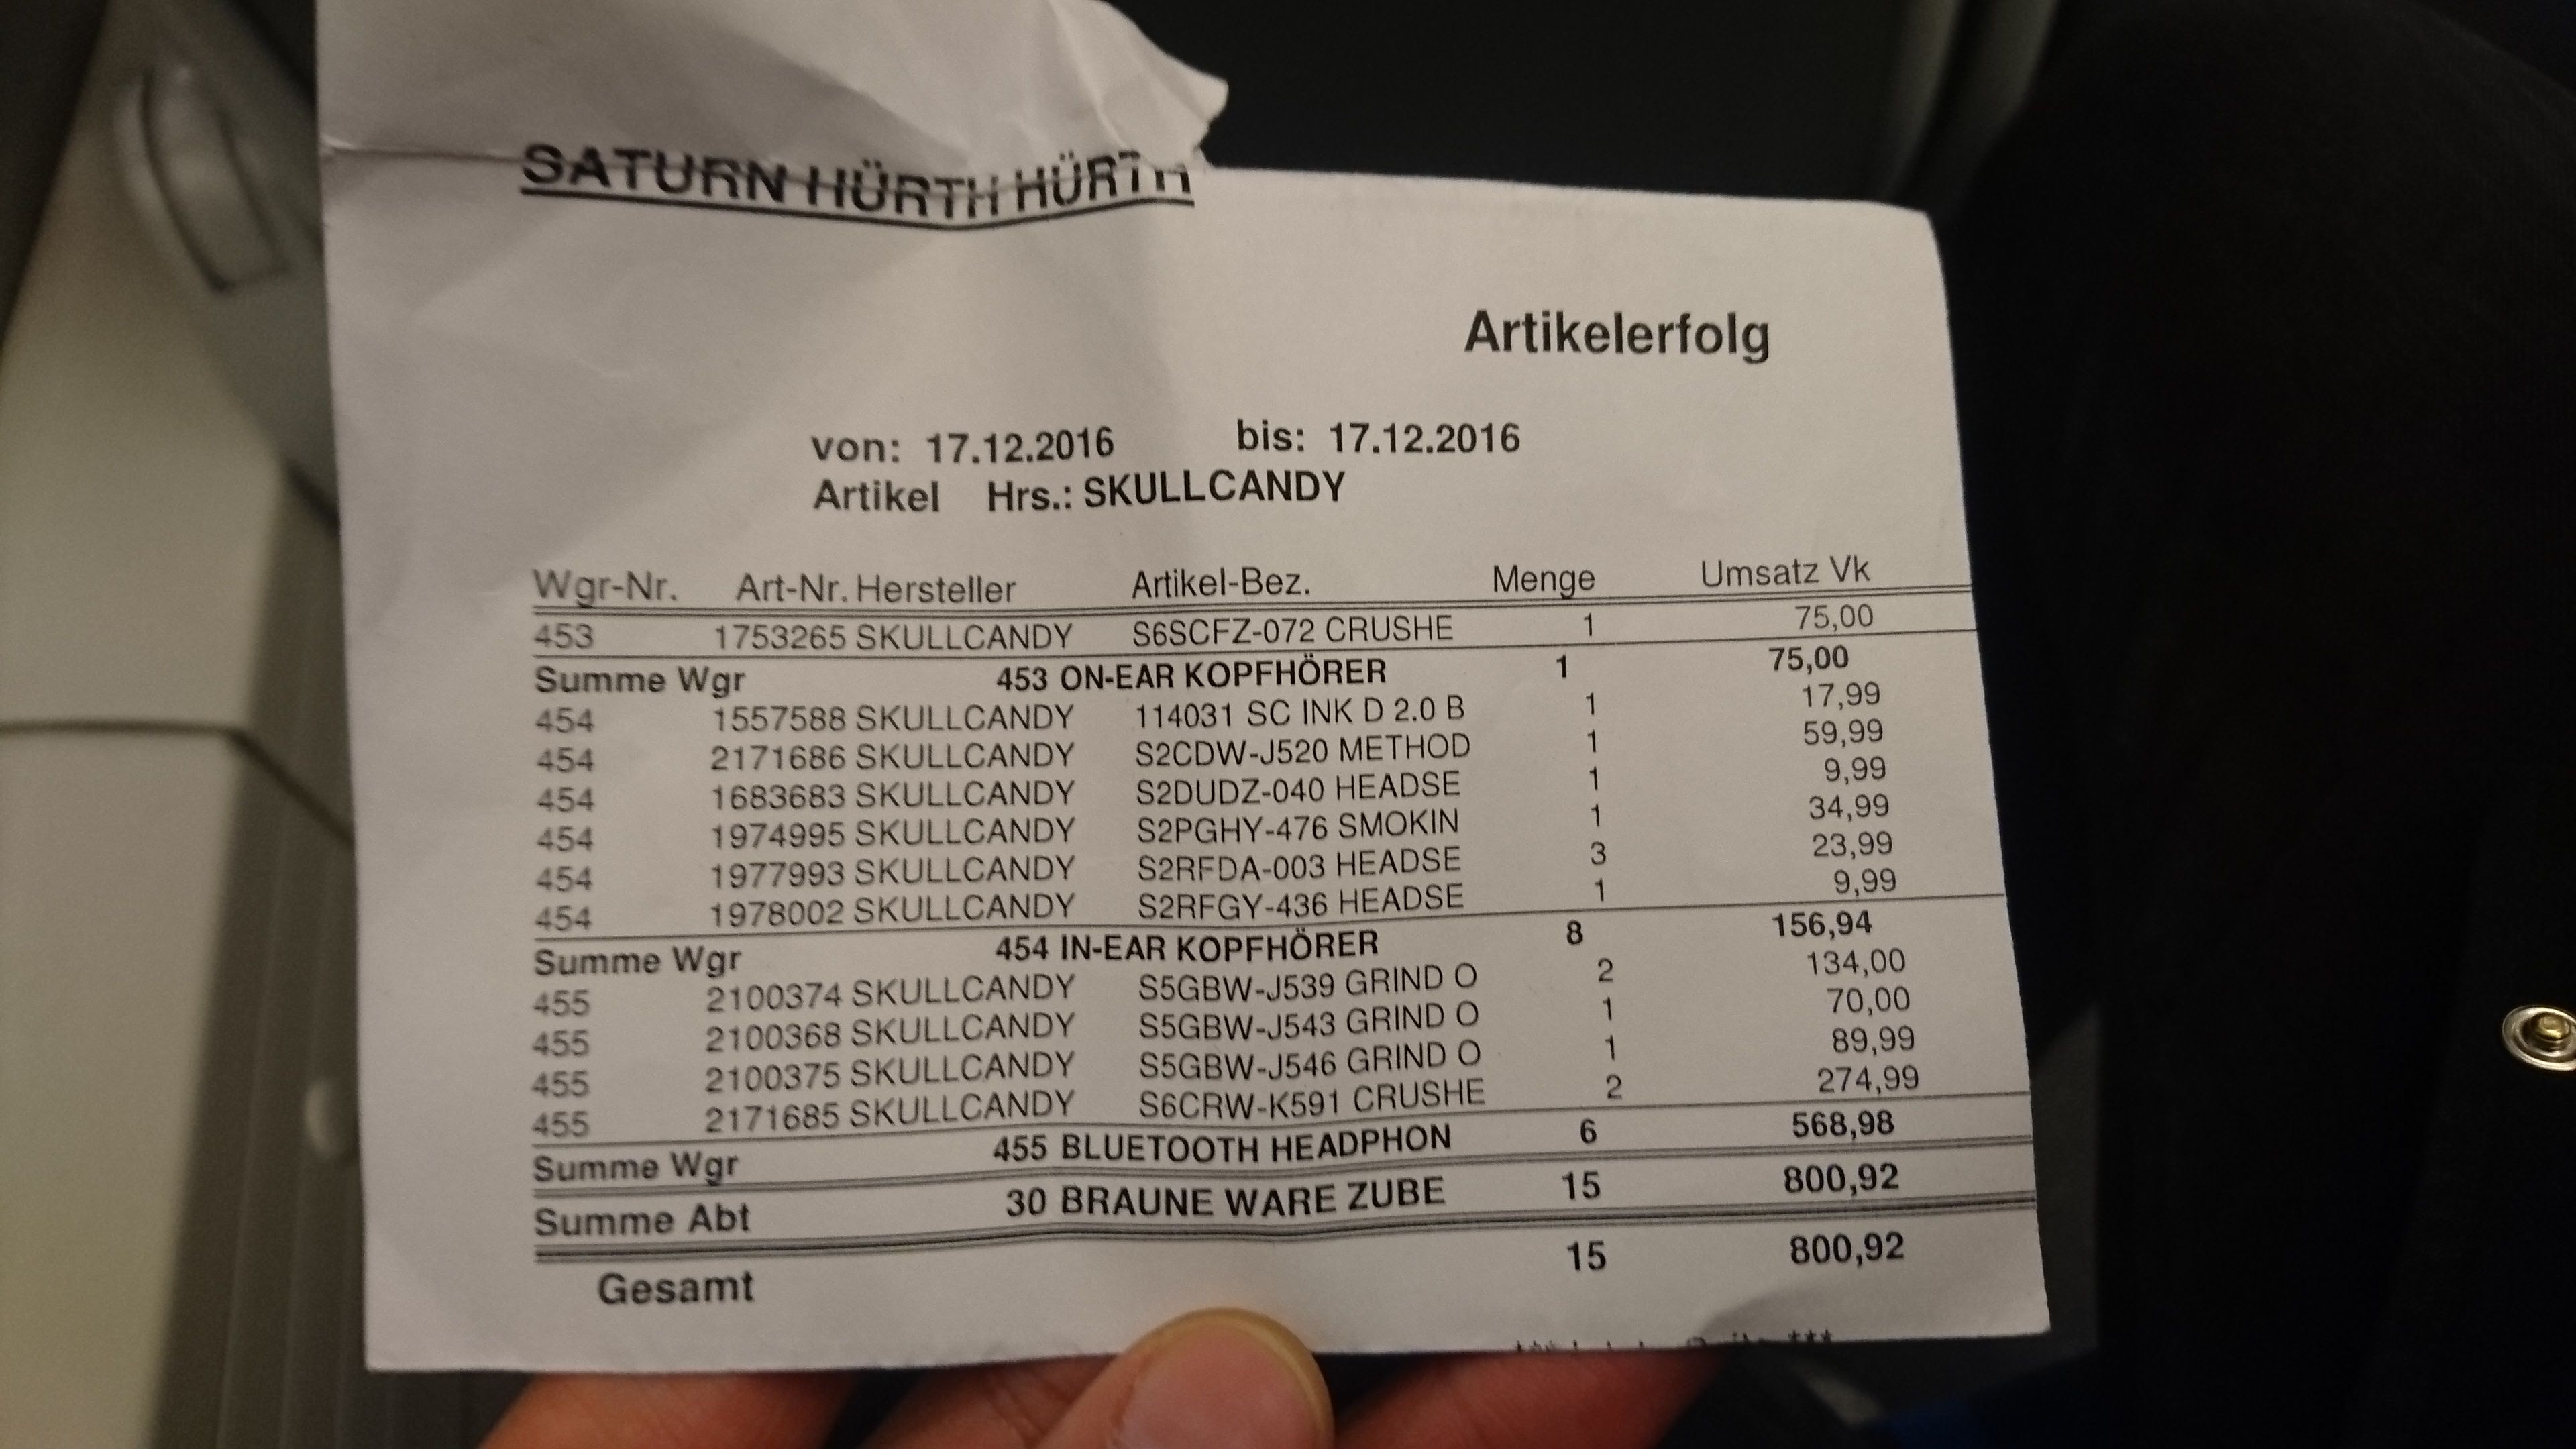 SATURN HÜRTH HÜRTH
Artikelerfolg
von: 17.12.2016 bis: 17.12.2016
Artikel Hrs.: SKULLCANDY
Wgr-Nr. Art-Nr. Hersteller Artikel-Bez. Menge Umsatz Vk
453 1753265 SKULLCANDY S6SCFZ-072 CRUSHE 1 75,00
Summe Wgr 453 ON-EAR KOPFHÖRER 1 75,00
454 1557588 SKULLCANDY 114031 SC INK D 2.0 B 1 17,99
454 2171686 SKULLCANDY S2CDW-J520 METHOD 1 59,99
454 1683683 SKULLCANDY S2DUDZ-040 HEADSE 1 9,99
454 1974995 SKULLCANDY S2PGHY-476 SMOKIN 1 34,99
454 1977993 SKULLCANDY S2RFDA-003 HEADSE 3 23,99
454 1978002 SKULLCANDY S2RFGY-436 HEADSE 1 9,99
Summe Wgr 454 IN-EAR KOPFHÖRER 8 156,94
455 2100374 SKULLCANDY S5GBW-J539 GRIND O 2 134,00
455 2100368 SKULLCANDY S5GBW-J543 GRIND O 1 70,00
455 2100375 SKULLCANDY S5GBW-J546 GRIND O 1 89,99
455 2171685 SKULLCANDY S6CRW-K591 CRUSHE 2 274,99
Summe Wgr 455 BLUETOOTH HEADPHON 6 568,98
Summe Abt 30 BRAUNE WARE ZUBE 15 800,92
Gesamt 15 800,92